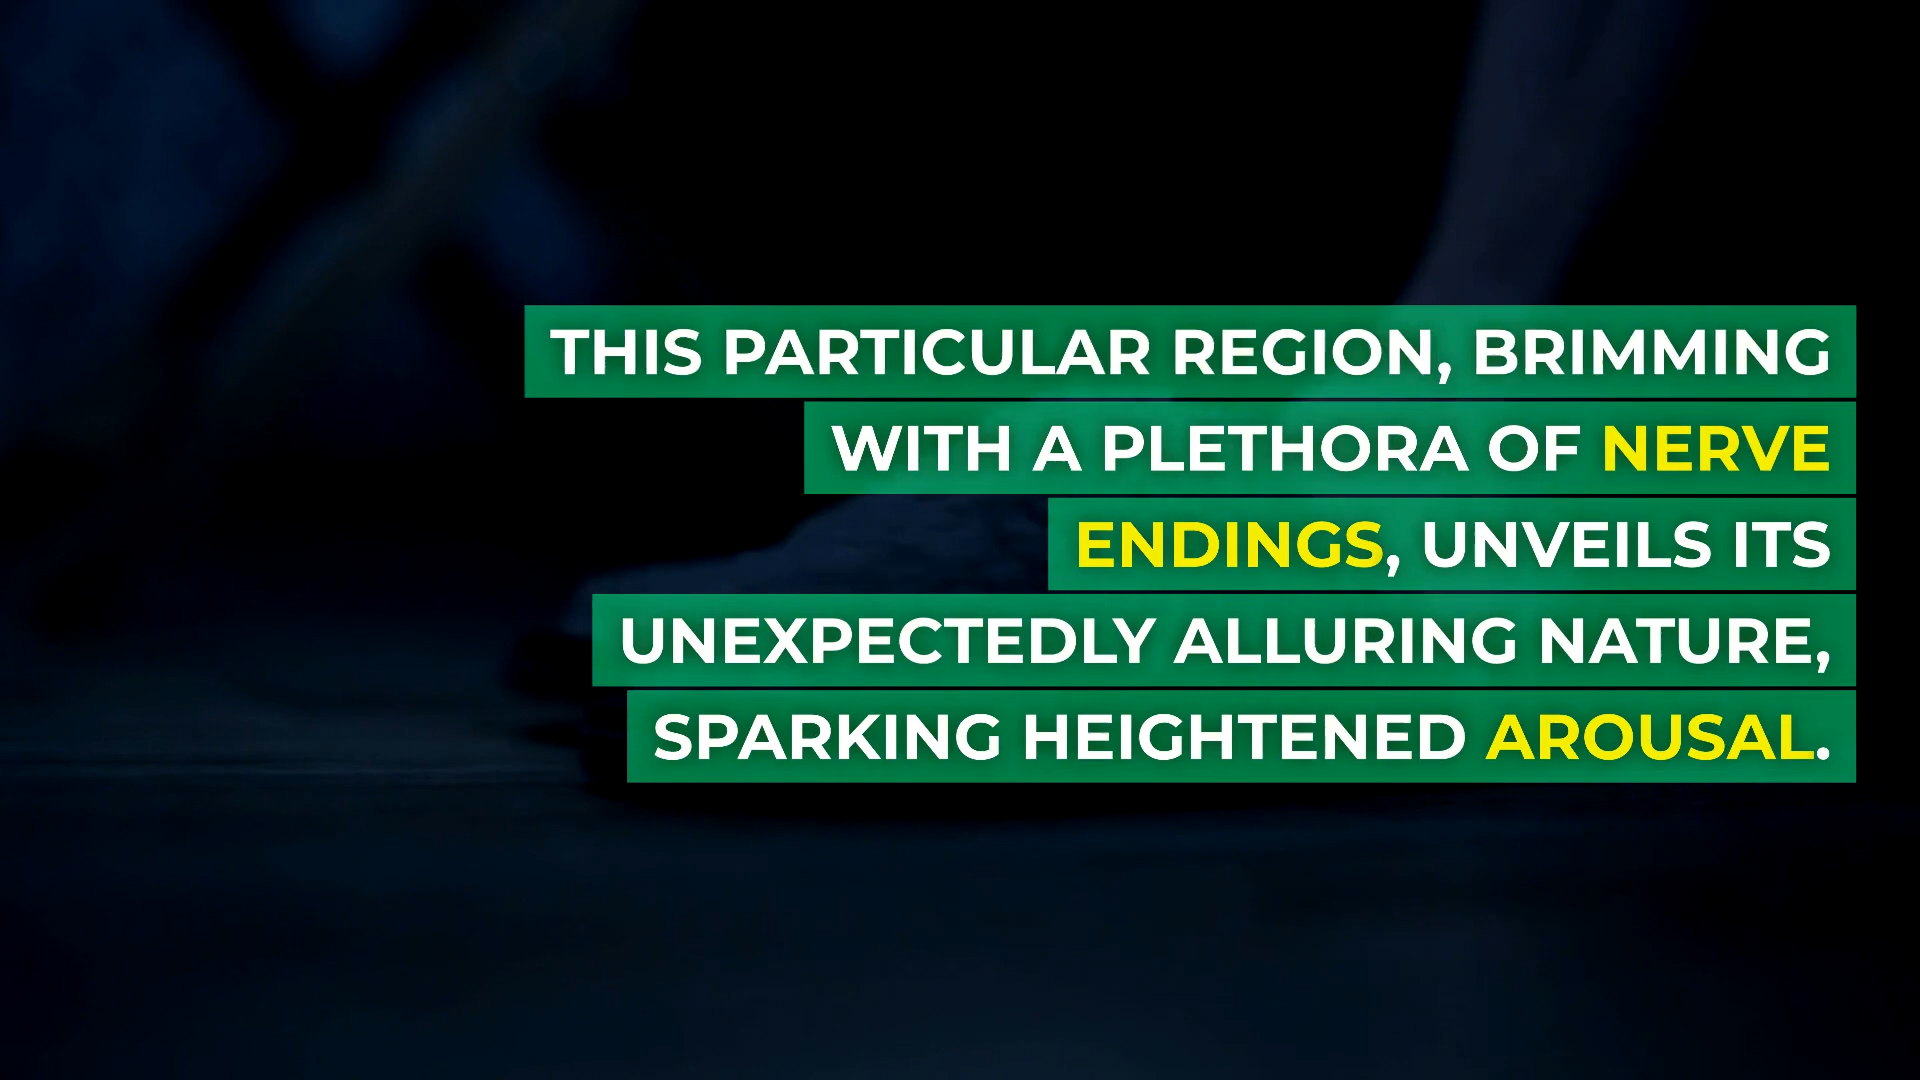 THIS PARTICULAR REGION, BRIMMING
WITH A PLETHORA OF NERVE
ENDINGS, UNVEILS ITS
UNEXPECTEDLY ALLURING NATURE,
SPARKING HEIGHTENED AROUSAL.